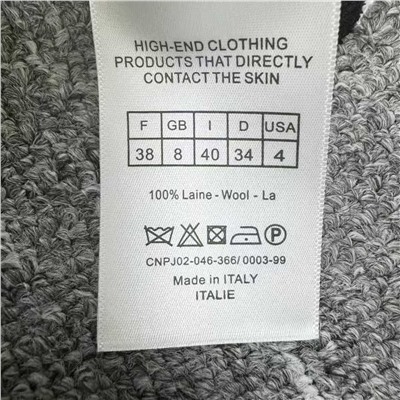 HIGH-END CLOTHING
PRODUCTS THAT DIRECTLY
CONTACT THE SKIN
F GB I D USA
38 8 40 34 4
100% Laine - Wool - La
P
CNPJ02-046-366/ 0003-99
Made in ITALY
ITALIE